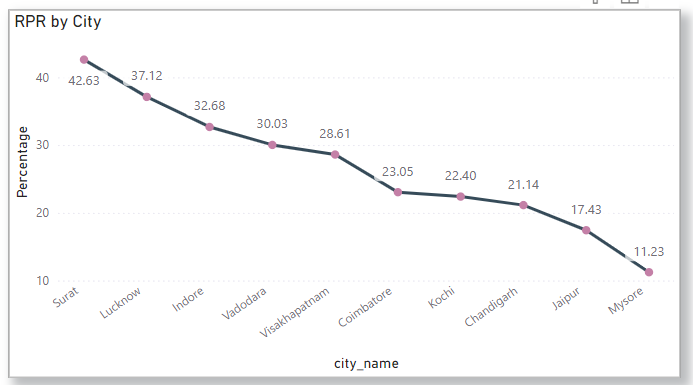 RPR by City
Percentage
40
30
20
10
42.63
37.12
32.68
30.03
28.61
23.05
22.40
21.14
17.43
11.23
Surat
Lucknow
Indore
Vadodara
Visakhapatnam
Coimbatore
Kochi
Chandigarh
Jaipur
Mysore
city_name